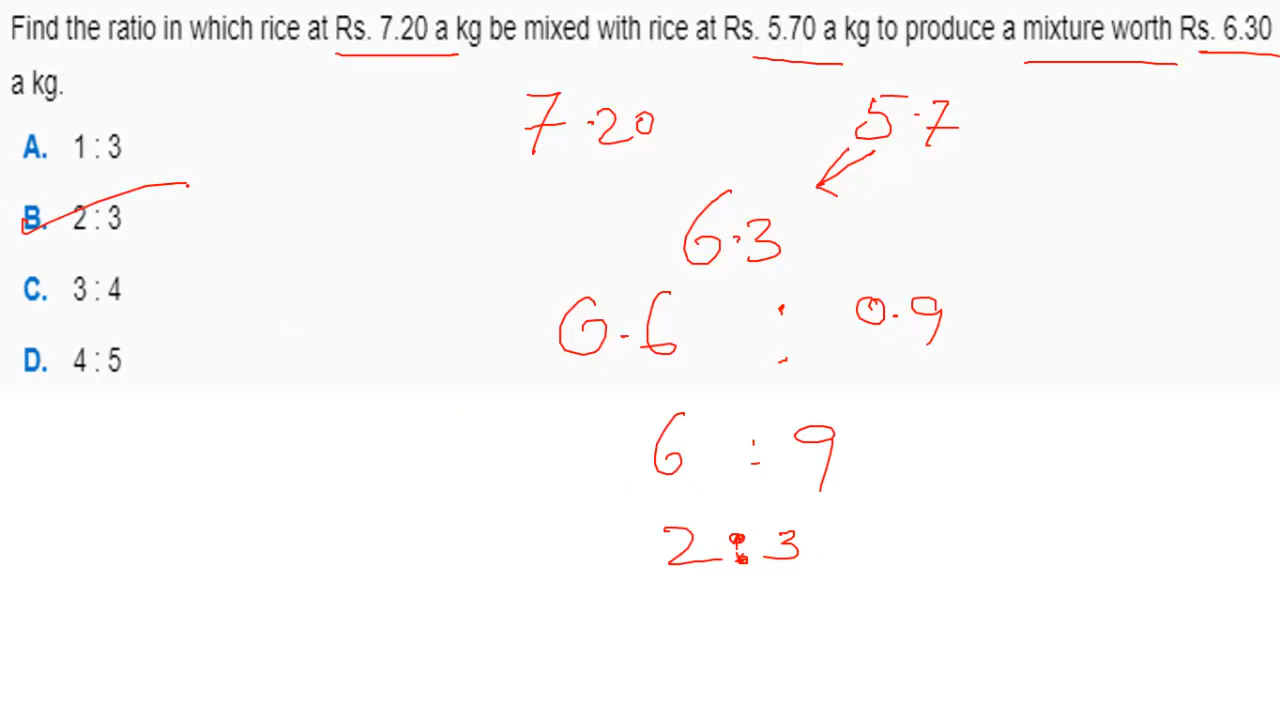 Find the ratio in which rice at Rs. 7.20 a kg be mixed with rice at Rs. 5.70 a kg to produce a mixture worth Rs. 6.30
a kg.
A. 1 : 3
B. 2 : 3
C. 3 : 4
D. 4 : 5
7.20 5.7
6.3
0.6 : 0.9
6 : 9
2 : 3